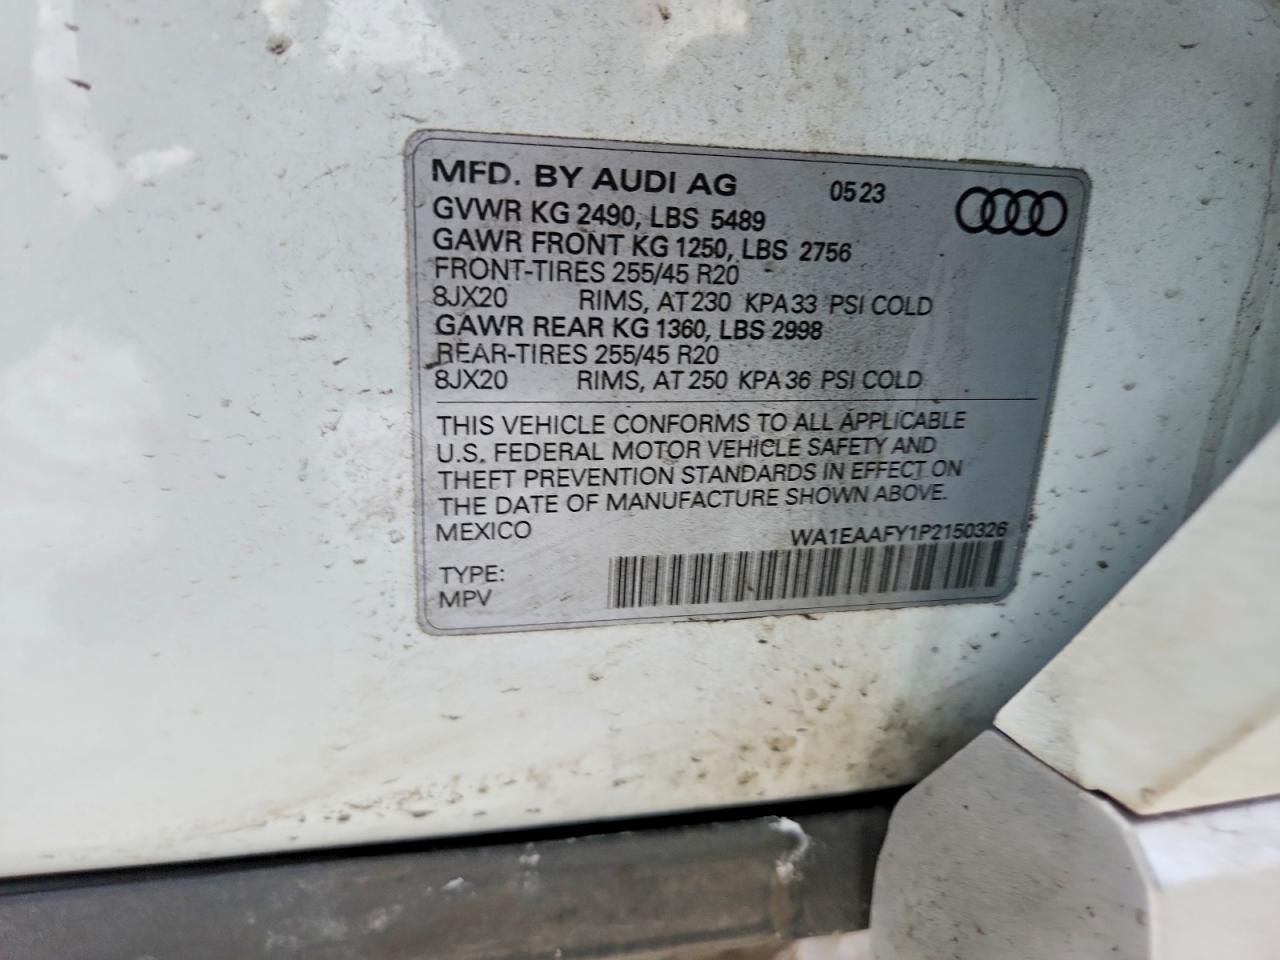 MFD. BY AUDI AG 05 23
GVWR KG 2490, LBS 5489
GAWR FRONT KG 1250, LBS 2756
FRONT-TIRES 255/45 R20
8JX20 RIMS, AT 230 KPA 33 PSI COLD
GAWR REAR KG 1360, LBS 2998
REAR-TIRES 255/45 R20
8JX20 RIMS, AT 250 KPA 36 PSI COLD
THIS VEHICLE CONFORMS TO ALL APPLICABLE
U.S. FEDERAL MOTOR VEHICLE SAFETY AND
THEFT PREVENTION STANDARDS IN EFFECT ON
THE DATE OF MANUFACTURE SHOWN ABOVE.
MEXICO WA1EAAFY1P2150326
TYPE:
MPV